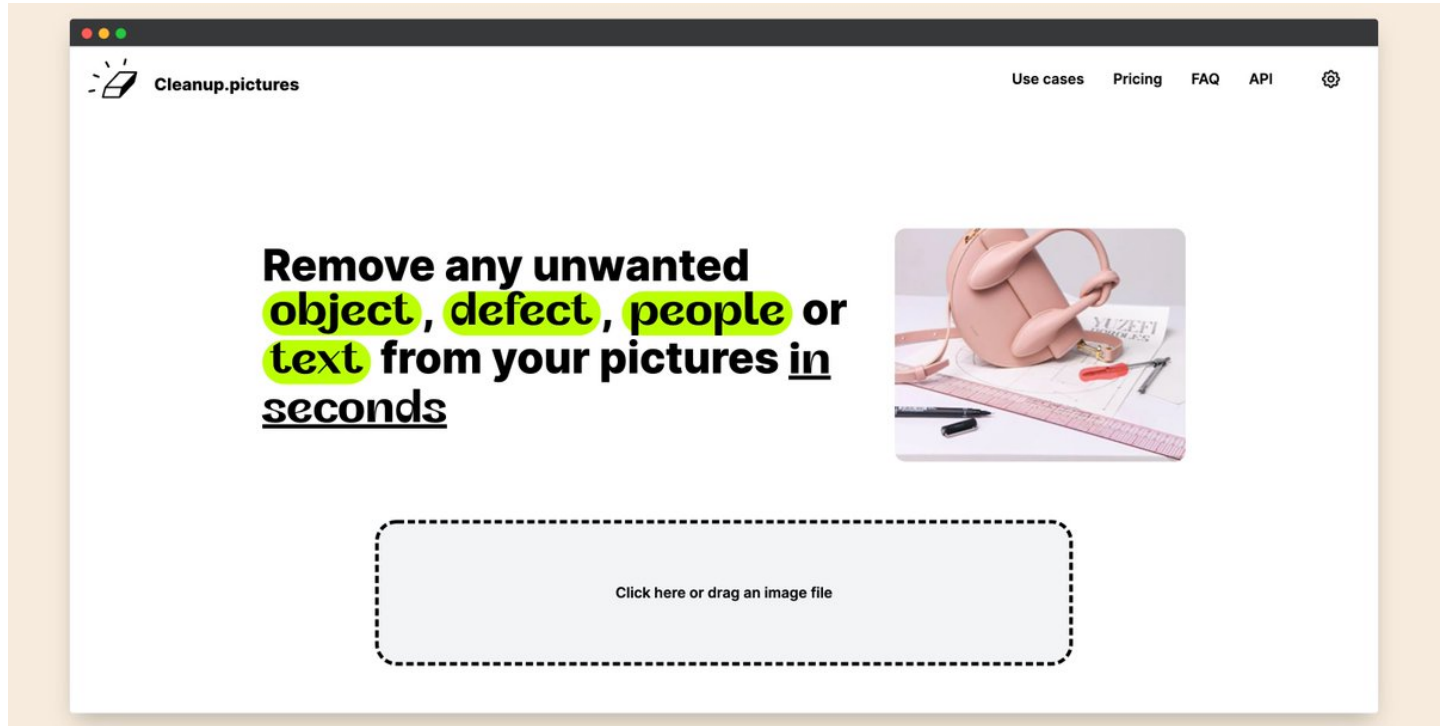 Cleanup.pictures
Use cases Pricing FAQ API
Remove any unwanted
object, defect, people or
text from your pictures in
seconds
Click here or drag an image file